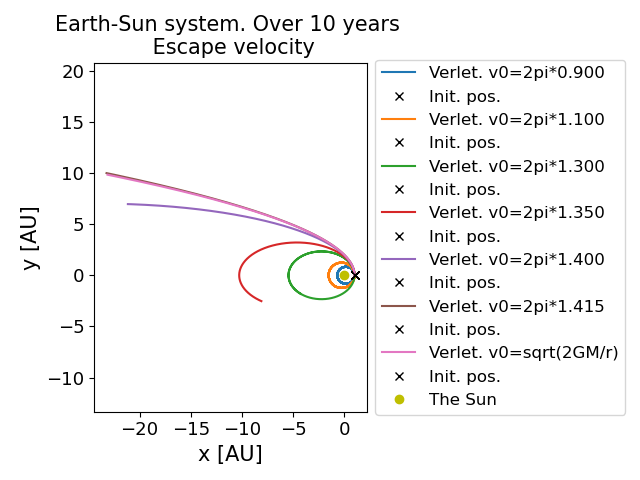 Earth-Sun system. Over 10 years
Escape velocity
20
15
10
5
0
−5
−10
y [AU]
−20 −15 −10 −5 0
x [AU]
Verlet. v0=2pi*0.900
Init. pos.
Verlet. v0=2pi*1.100
Init. pos.
Verlet. v0=2pi*1.300
Init. pos.
Verlet. v0=2pi*1.350
Init. pos.
Verlet. v0=2pi*1.400
Init. pos.
Verlet. v0=2pi*1.415
Init. pos.
Verlet. v0=sqrt(2GM/r)
Init. pos.
The Sun